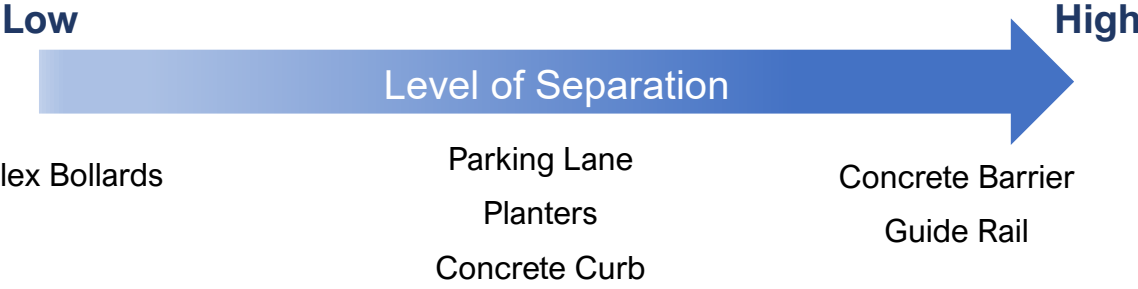 Low
High
Level of Separation
lex Bollards
Parking Lane
Planters
Concrete Curb
Concrete Barrier
Guide Rail